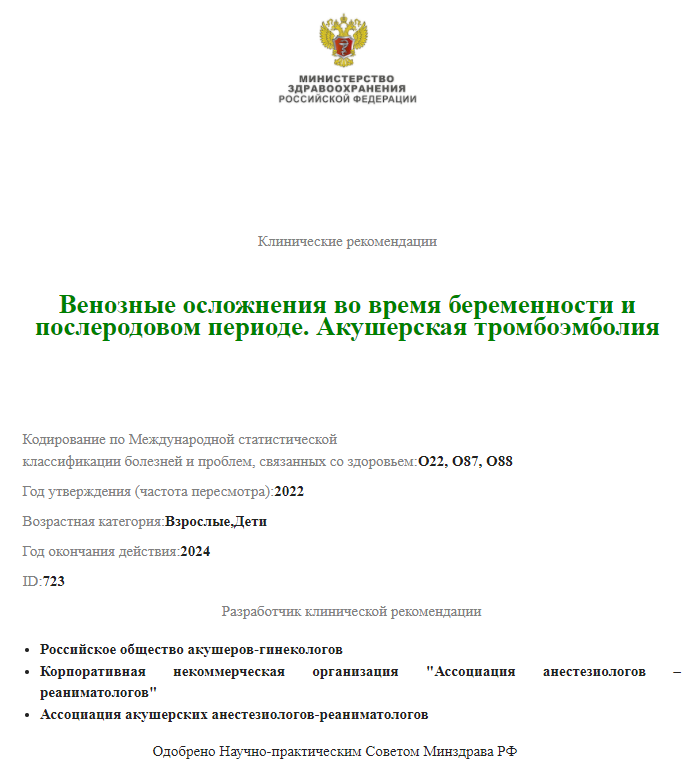 МИНИСТЕРСТВО
ЗДРАВООХРАНЕНИЯ
РОССИЙСКОЙ ФЕДЕРАЦИИ
Клинические рекомендации
Венозные осложнения во время беременности и
послеродовом периоде. Акушерская тромбоэмболия
Кодирование по Международной статистической
классификации болезней и проблем, связанных со здоровьем:O22, O87, O88
Год утверждения (частота пересмотра):2022
Возрастная категория:Взрослые,Дети
Год окончания действия:2024
ID:723
Разработчик клинической рекомендации
• Российское общество акушеров-гинекологов
• Корпоративная некоммерческая организация "Ассоциация анестезиологов –
реаниматологов"
• Ассоциация акушерских анестезиологов-реаниматологов
Одобрено Научно-практическим Советом Минздрава РФ